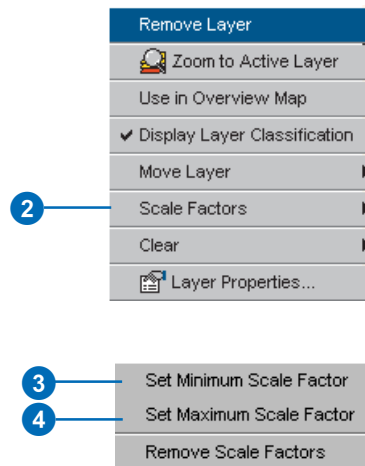 Remove Layer
Zoom to Active Layer
Use in Overview Map
Display Layer Classification
Move Layer
2 Scale Factors
Clear
Layer Properties...
3 Set Minimum Scale Factor
4 Set Maximum Scale Factor
Remove Scale Factors